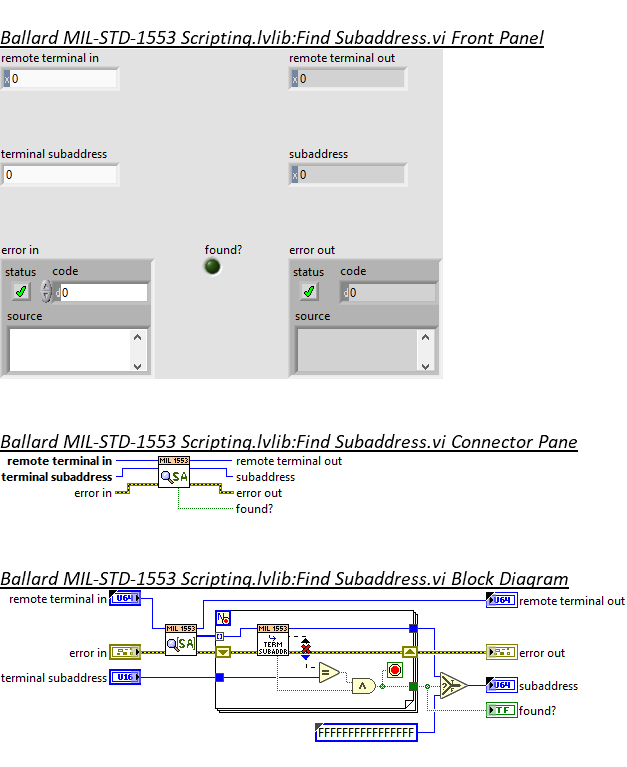 Ballard MIL-STD-1553 Scripting.lvlib:Find Subaddress.vi Front Panel
remote terminal in
remote terminal out
x 0
x 0
terminal subaddress
subaddress
0
x 0
error in
found?
error out
status code
status code
d 0
d 0
source
source
Ballard MIL-STD-1553 Scripting.lvlib:Find Subaddress.vi Connector Pane
remote terminal in
MIL 1553
remote terminal out
terminal subaddress
SA
subaddress
error in
error out
found?
Ballard MIL-STD-1553 Scripting.lvlib:Find Subaddress.vi Block Diagram
remote terminal in
U64
U64
remote terminal out
N
MIL 1553
[SA]
MIL 1553
TERM
SUBADDR
error in
error out
terminal subaddress
U16
=
∧
?
T
F
U64
subaddress
TF
found?
FFFFFFFFFFFFFFFF